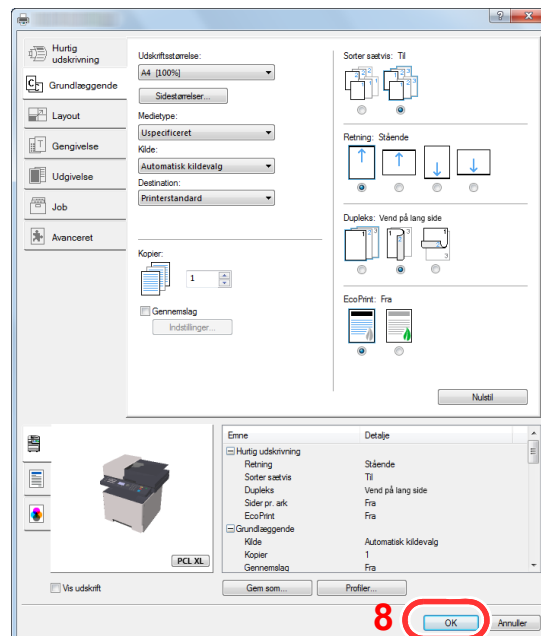 Hurtig
udskrivning
Grundlæggende
Layout
Gengivelse
Udgivelse
Job
Avanceret
Udskriftsstørrelse:
A4 [100%]
Sidestørrelser...
Medietype:
Uspecificeret
Kilde:
Automatisk kildevalg
Destination:
Printerstandard
Kopier:
1
Gennemslag
Indstillinger...
Sorter sætvis: Til
Retning: Stående
Dupleks: Vend på lang side
EcoPrint: Fra
Nulstil
PCL XL
Vis udskrift
Emne Detalje
Hurtig udskrivning
Retning Stående
Sorter sætvis Til
Dupleks Vend på lang side
Sider pr. ark Fra
EcoPrint Fra
Grundlæggende
Kilde Automatisk kildevalg
Kopier 1
Gennemslag Fra
Gem som... Profiler...
8 OK Annuller